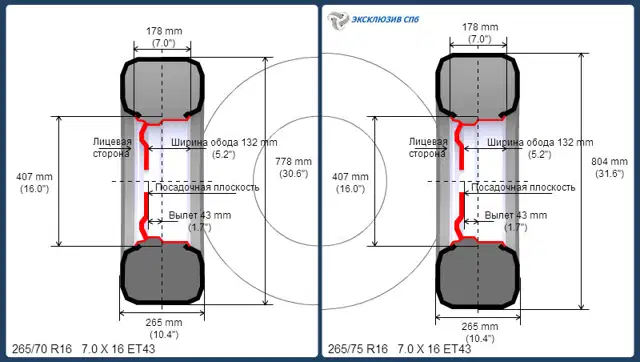 178 mm
(7.0")
Лицевая
сторона
Ширина обода 132 mm
(5.2")
407 mm
(16.0")
778 mm
(30.6")
Посадочная плоскость
Вылет 43 mm
(1.7")
265 mm
(10.4")
265/70 R16 7.0 X 16 ET43
ЭКСКЛЮЗИВ СПб
178 mm
(7.0")
Лицевая
сторона
Ширина обода 132 mm
(5.2")
407 mm
(16.0")
804 mm
(31.6")
Посадочная плоскость
Вылет 43 mm
(1.7")
265 mm
(10.4")
265/75 R16 7.0 X 16 ET43